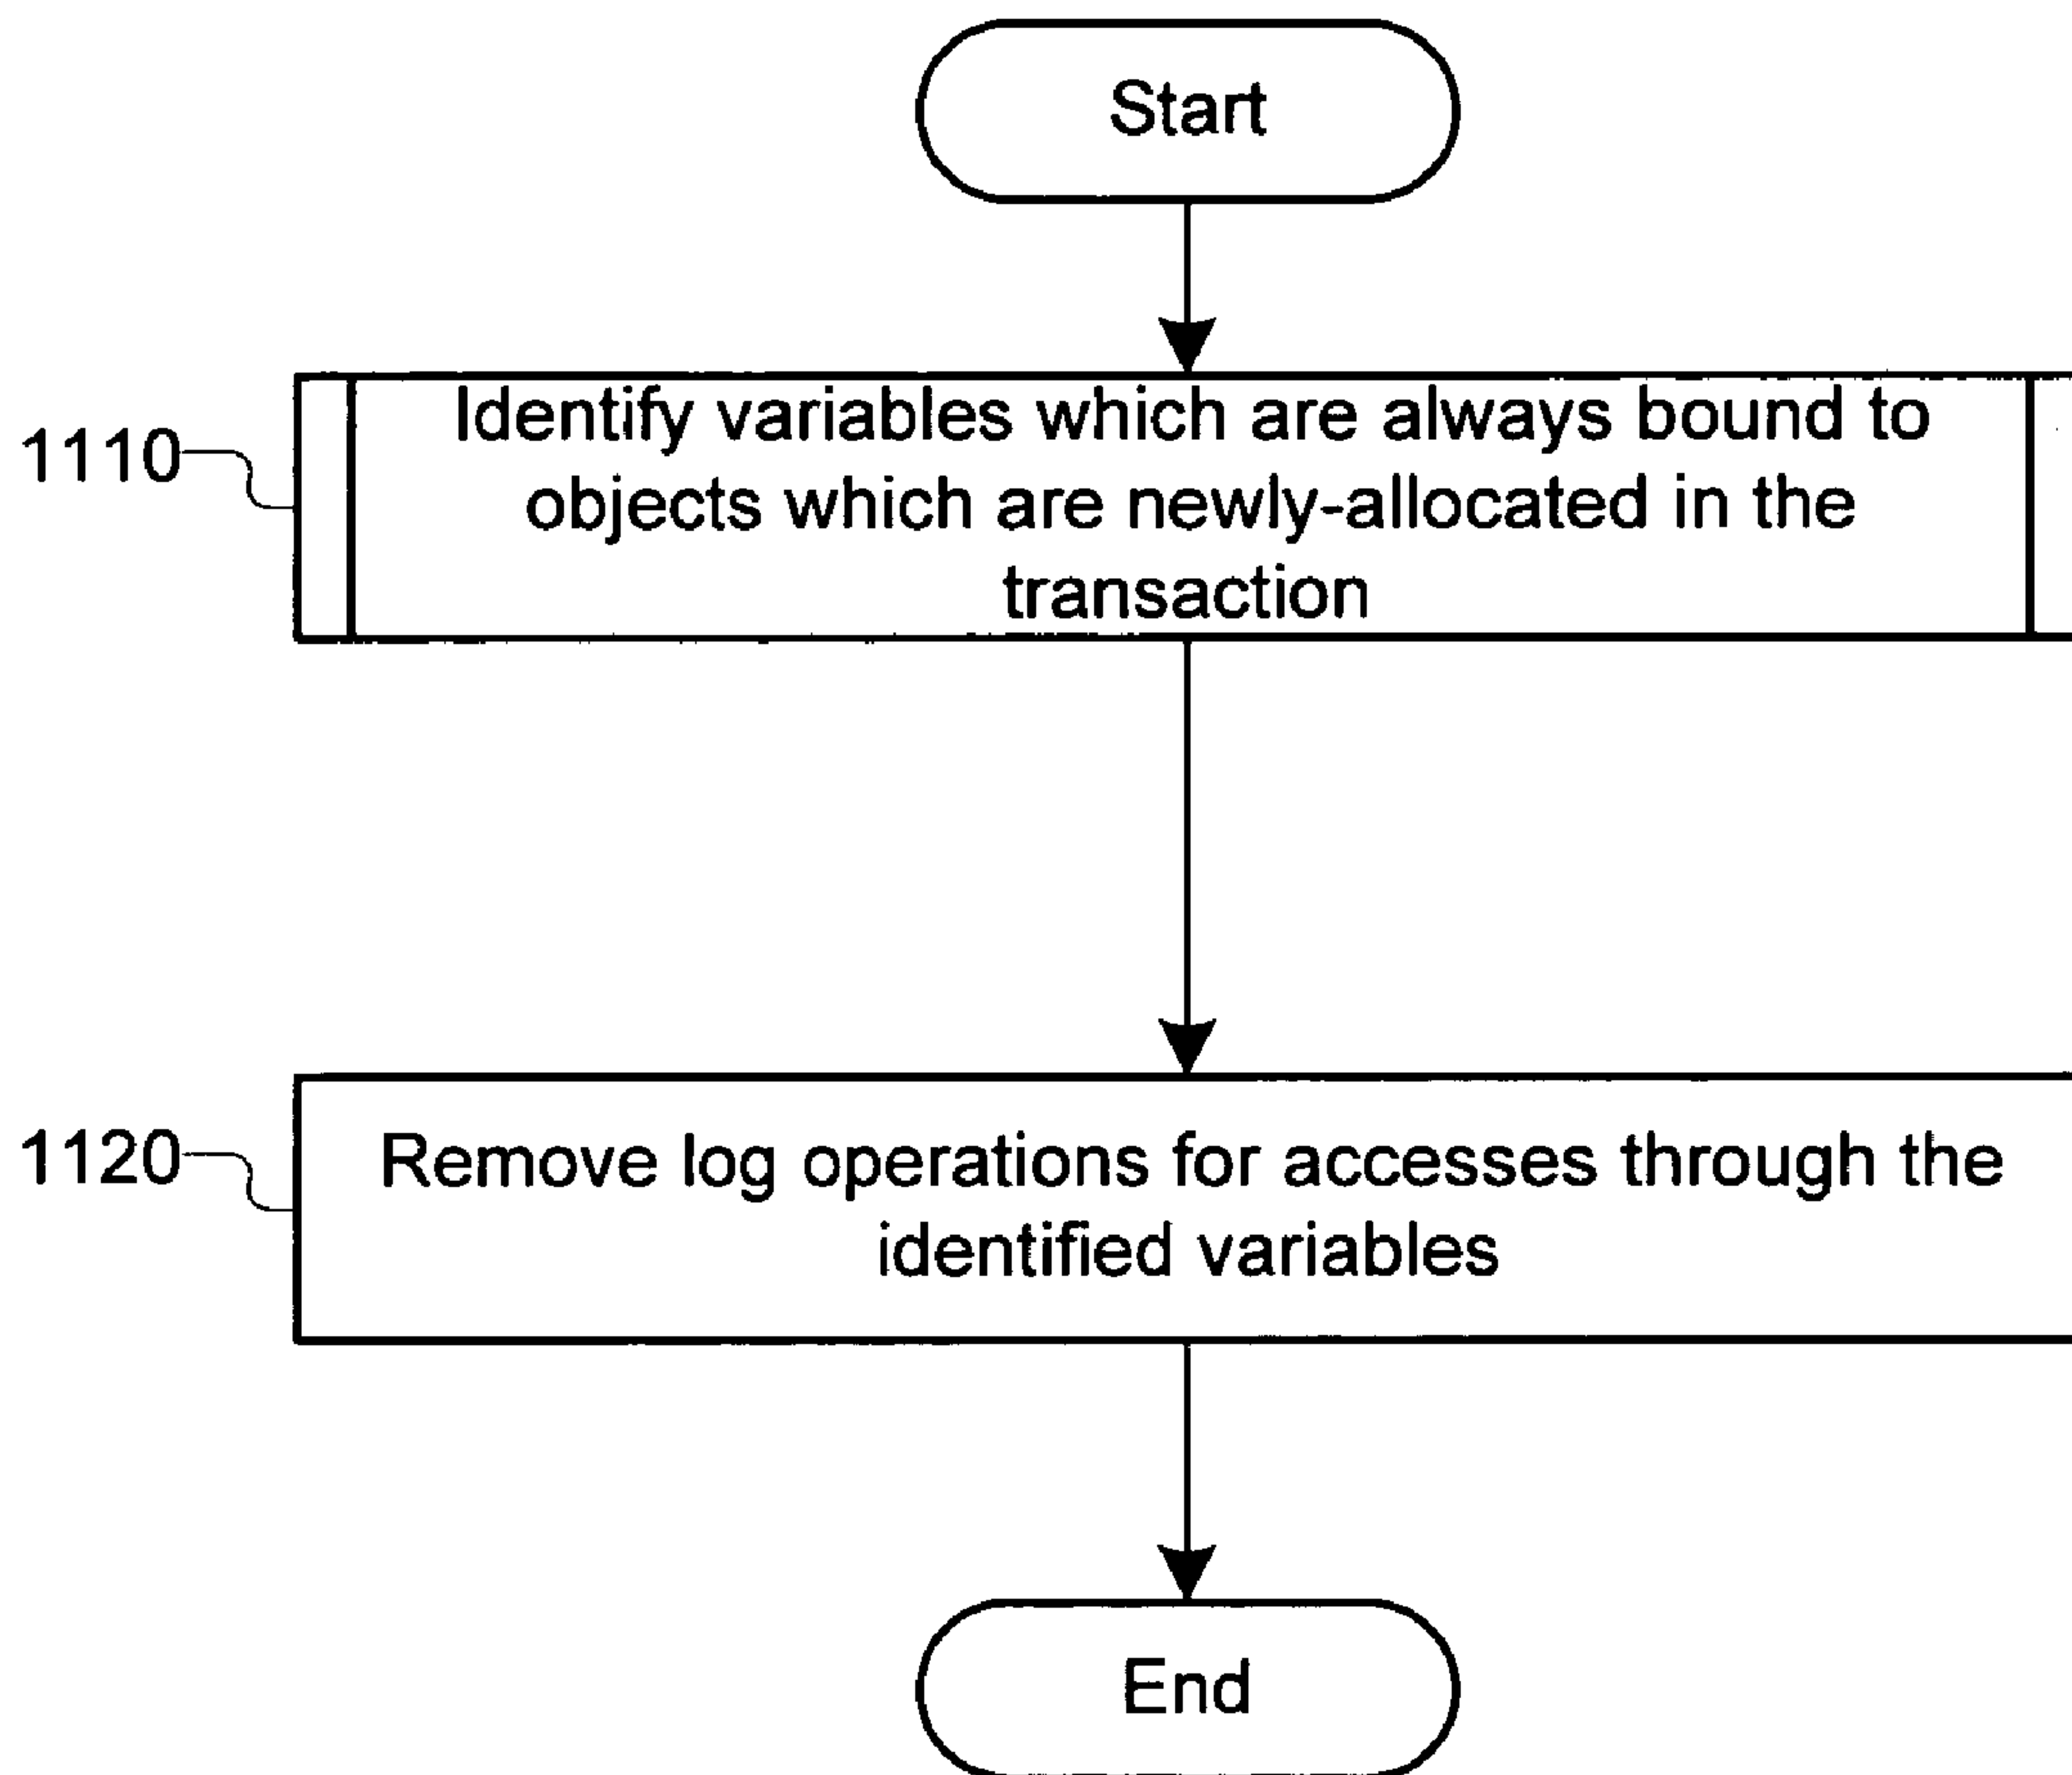 Start
1110
Identify variables which are always bound to
objects which are newly-allocated in the
transaction
1120
Remove log operations for accesses through the
identified variables
End